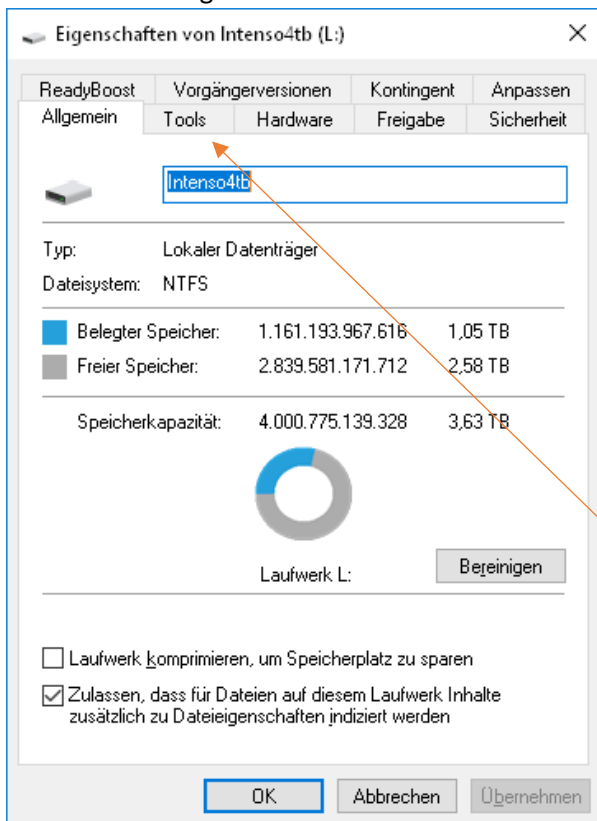 Eigenschaften von Intenso4tb (L:)
ReadyBoost Vorgängerversionen Kontingent Anpassen
Allgemein Tools Hardware Freigabe Sicherheit
Intenso4tb
Typ: Lokaler Datenträger
Dateisystem: NTFS
Belegter Speicher: 1.161.193.967.616 1,05 TB
Freier Speicher: 2.839.581.171.712 2,58 TB
Speicherkapazität: 4.000.775.139.328 3,63 TB
Laufwerk L:
Bereinigen
Laufwerk komprimieren, um Speicherplatz zu sparen
Zulassen, dass für Dateien auf diesem Laufwerk Inhalte
zusätzlich zu Dateieigenschaften indiziert werden
OK Abbrechen Übernehmen